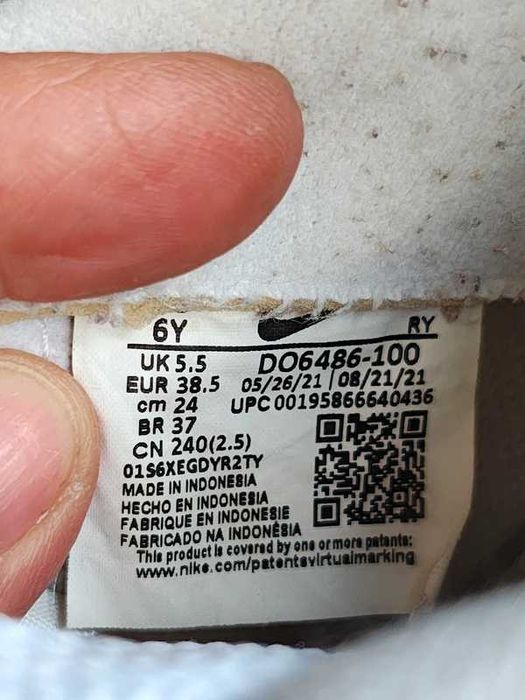 6Y RY
UK 5.5 DO6486-100
EUR 38.5 05/26/21 08/21/21
cm 24 UPC 00195866640436
BR 37
CN 240(2.5)
01S6XEGDYR2TY
MADE IN INDONESIA
HECHO EN INDONESIA
FABRIQUE EN INDONESIE
FABRICADO NA INDONÉSIA
This product is covered by one or more patents:
www.nike.com/patentsvirtualmarking